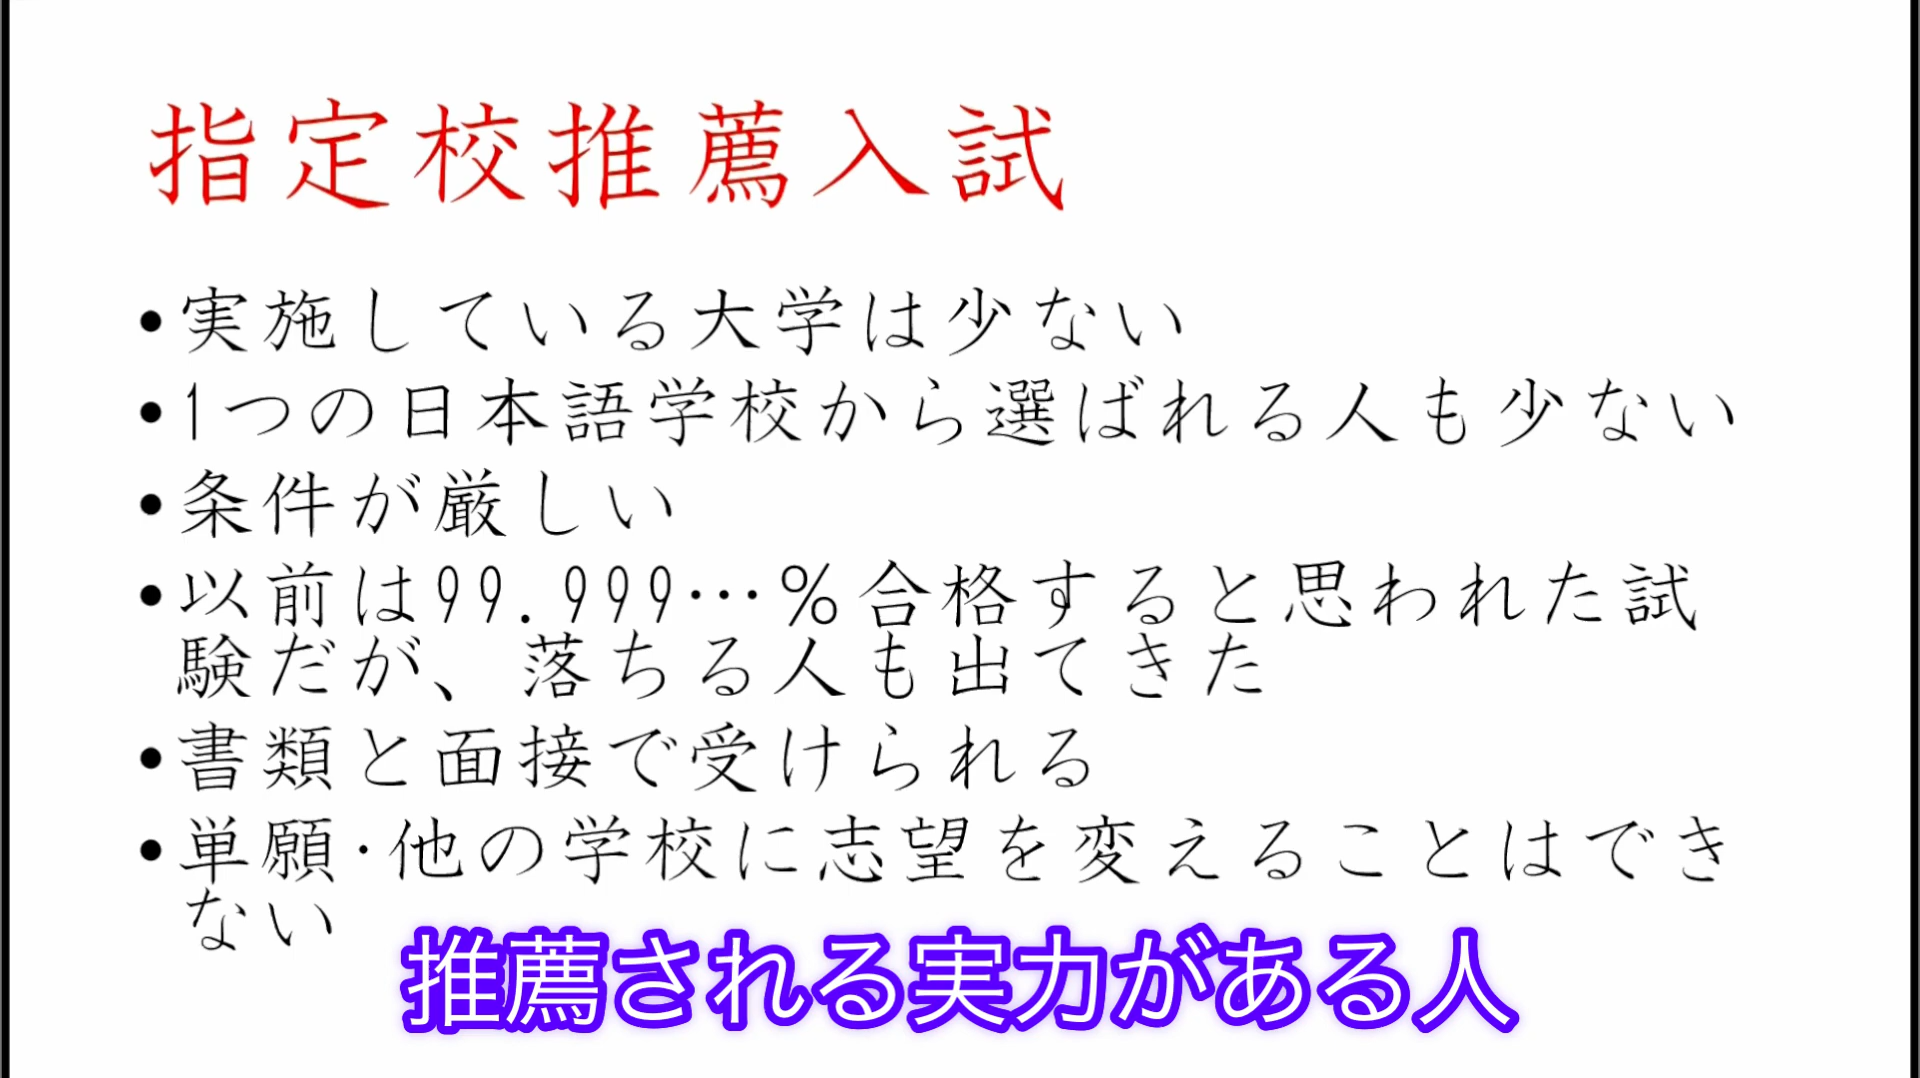 指定校推薦入試
•実施している大学は少ない
•1つの日本語学校から選ばれる人も少ない
•条件が厳しい
•以前は99.999…%合格すると思われた試
験だが、落ちる人も出てきた
•書類と面接で受けられる
•単願・他の学校に志望を変えることはでき
ない
推薦される実力がある人